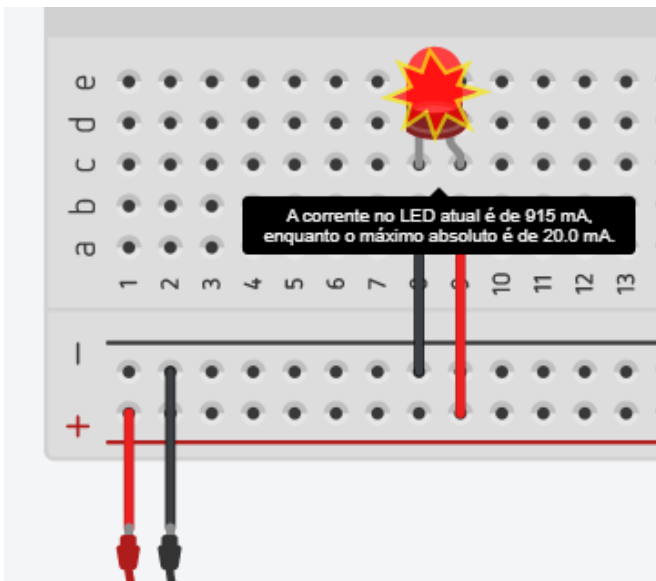 e
d
c
b
a
A corrente no LED atual é de 915 mA,
enquanto o máximo absoluto é de 20.0 mA.
1 2 3 4 5 6 7 8 9 10 11 12 13
−
+